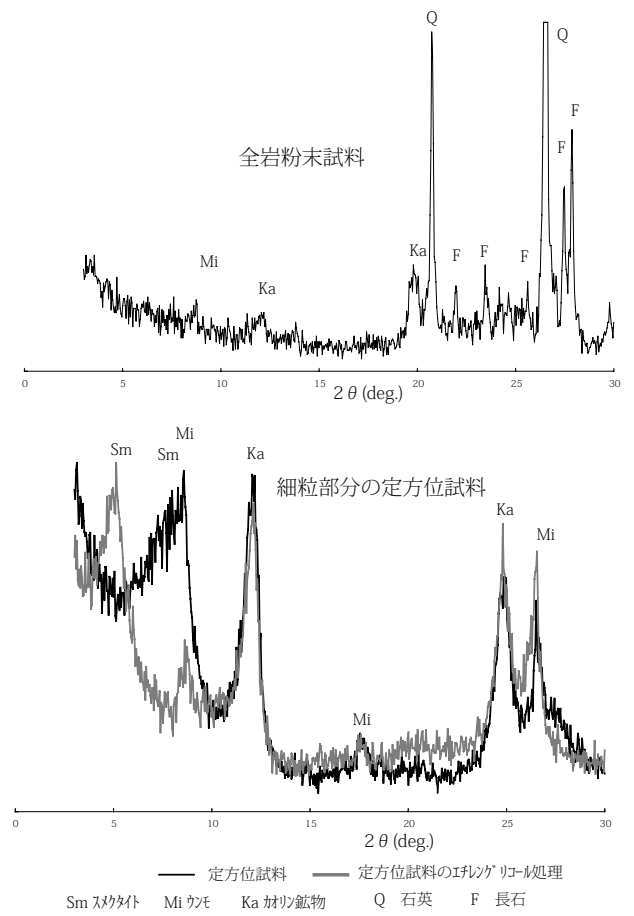 Q
Q
F
全岩粉末試料
F
Mi
Ka
Ka
F
F
F
0 5 10 15 20 25 30
2 θ (deg.)
Sm
Sm
Mi
Ka
細粒部分の定方位試料
Ka
Mi
Mi
0 5 10 15 20 25 30
2 θ (deg.)
定方位試料 定方位試料のｴﾁﾚﾝｸﾞﾘｺｰﾙ処理
Sm ｽﾒｸﾀｲﾄ Mi ｳﾝﾓ Ka ｶｵﾘﾝ鉱物 Q 石英 F 長石